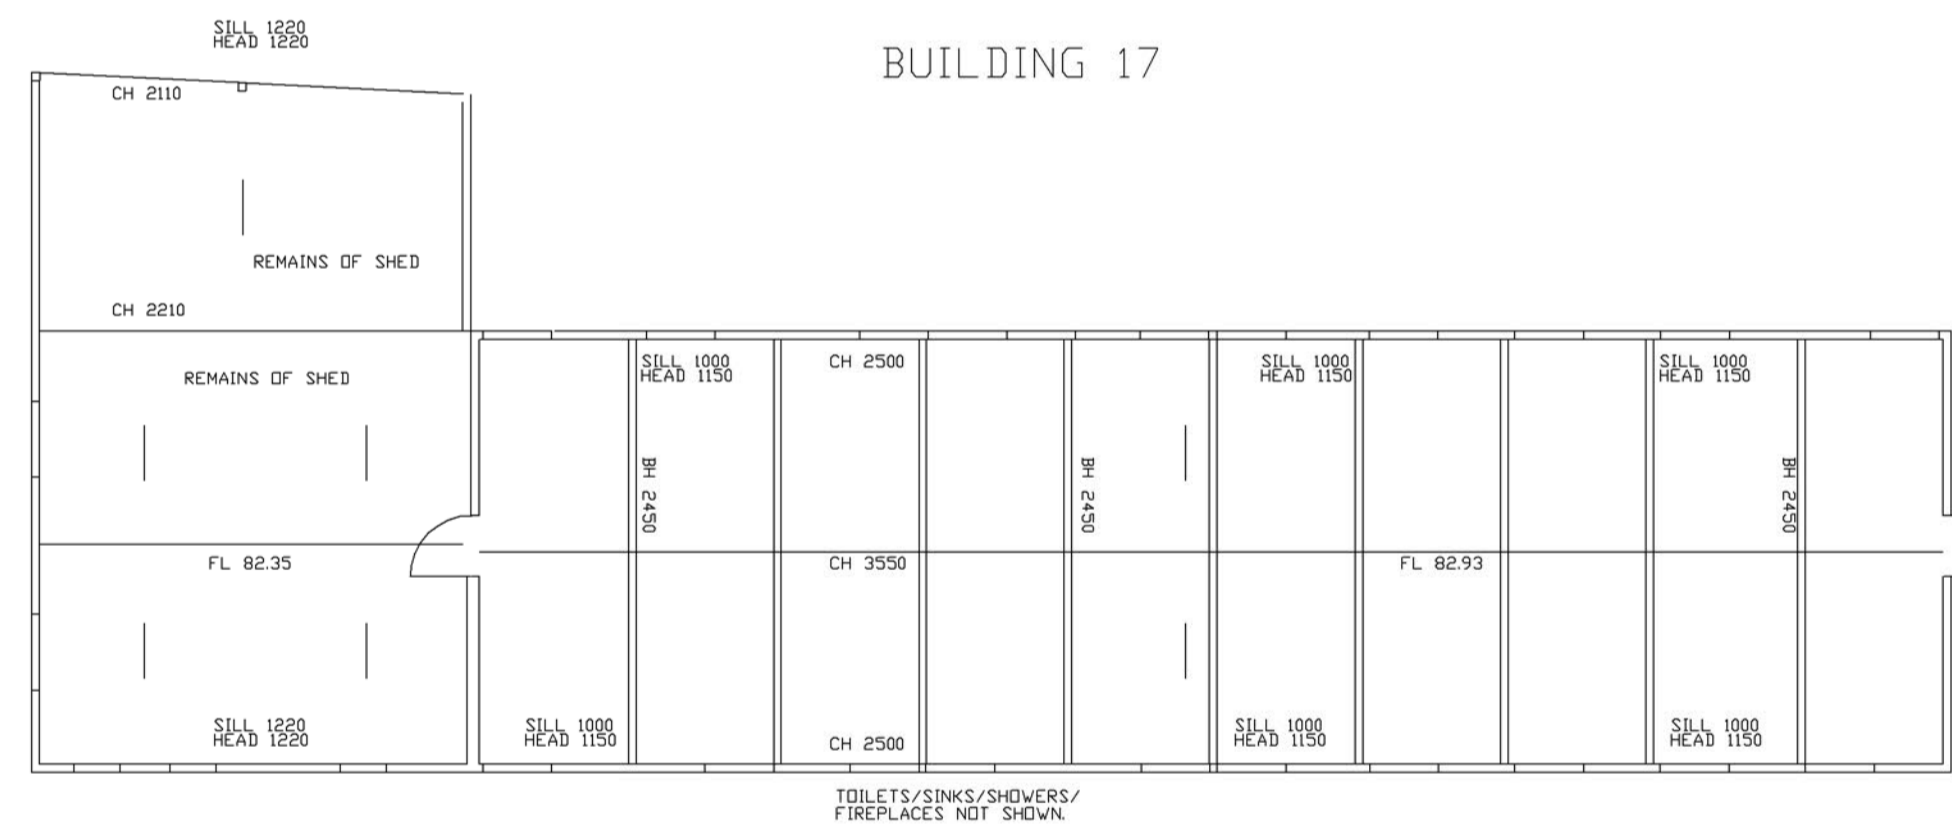 SILL 1220
HEAD 1220
BUILDING 17
CH 2110
REMAINS OF SHED
CH 2210
REMAINS OF SHED
SILL 1000
HEAD 1150
CH 2500
SILL 1000
HEAD 1150
SILL 1000
HEAD 1150
BH 2450
BH 2450
BH 2450
FL 82.35
CH 3550
FL 82.93
SILL 1220
HEAD 1220
SILL 1000
HEAD 1150
CH 2500
SILL 1000
HEAD 1150
SILL 1000
HEAD 1150
TOILETS/SINKS/SHOWERS/
FIREPLACES NOT SHOWN.